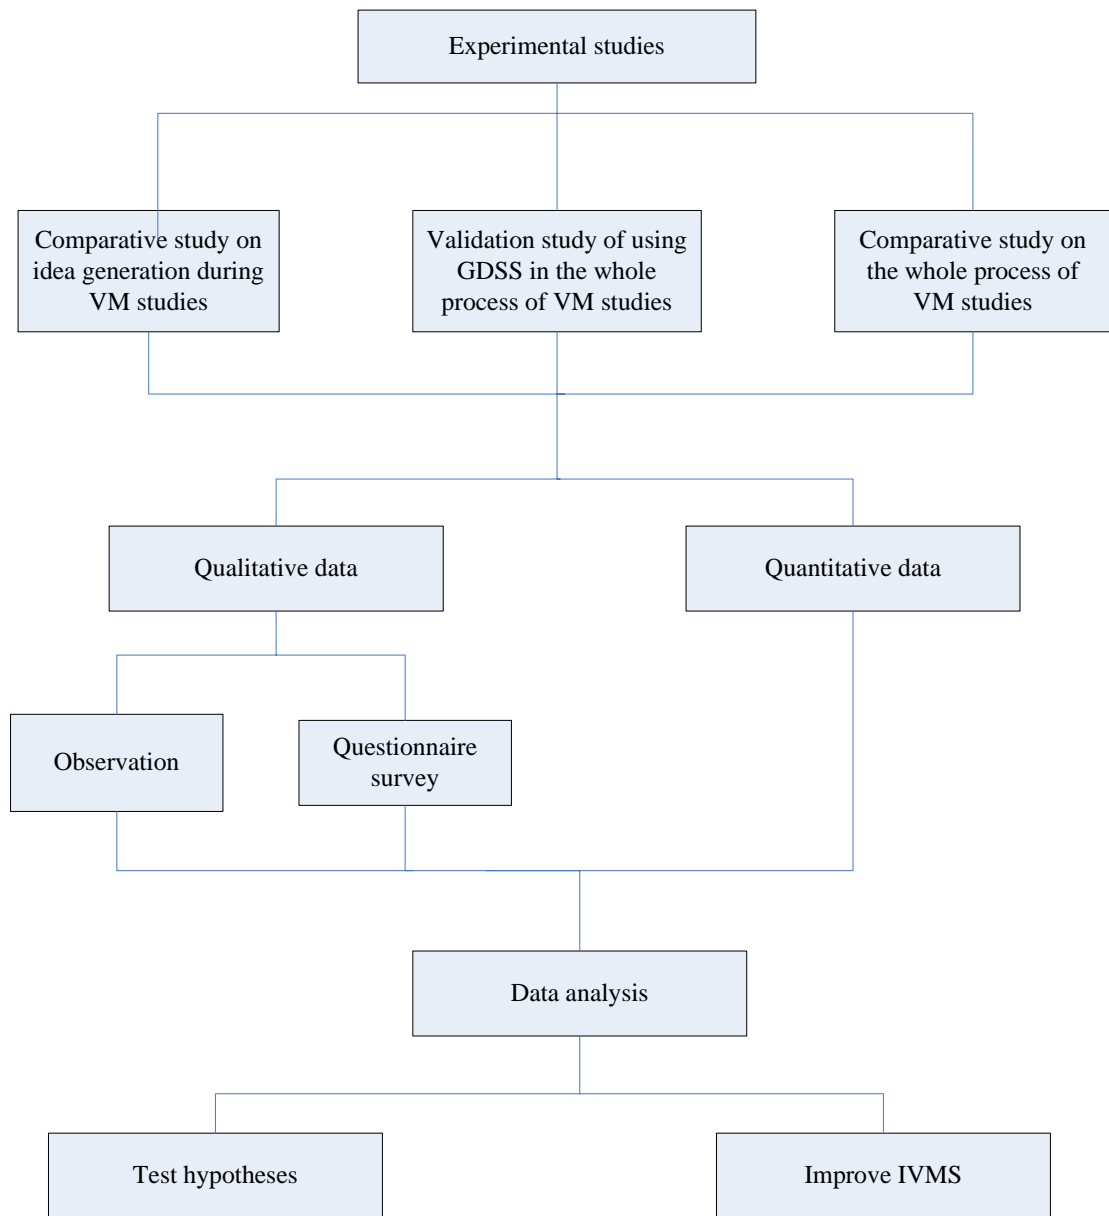 Experimental studies
Comparative study on
idea generation during
VM studies
Validation study of using
GDSS in the whole
process of VM studies
Comparative study on
the whole process of
VM studies
Qualitative data
Quantitative data
Observation
Questionnaire
survey
Data analysis
Test hypotheses
Improve IVMS